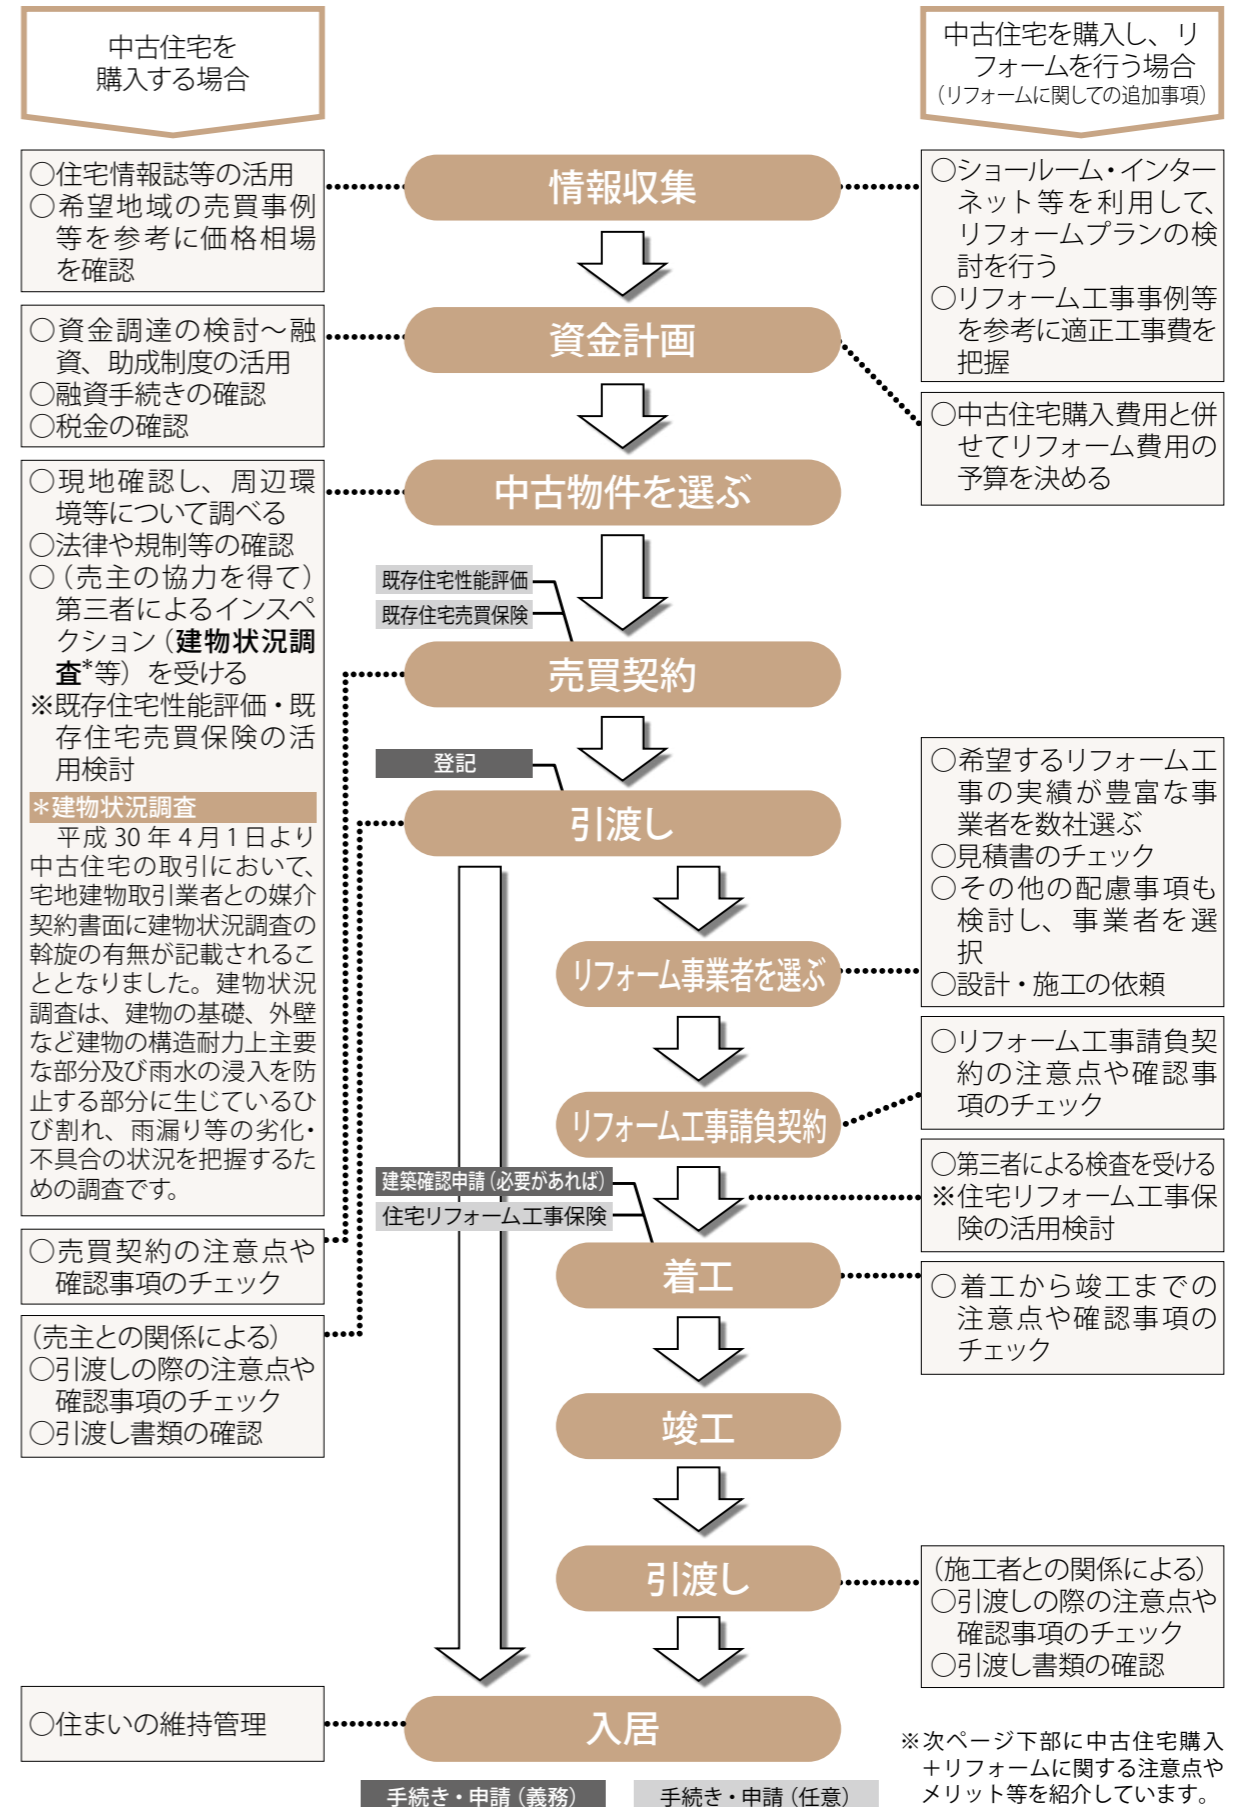 中古住宅を
購入する場合
中古住宅を購入し、リ
フォームを行う場合
（リフォームに関しての追加事項）
○住宅情報誌等の活用
○希望地域の売買事例
等を参考に価格相場
を確認
情報収集
○ショールーム・インター
ネット等を利用して、
リフォームプランの検
討を行う
○リフォーム工事事例等
を参考に適正工事費を
把握
○資金調達の検討～融
資、助成制度の活用
○融資手続きの確認
○税金の確認
資金計画
○中古住宅購入費用と併
せてリフォーム費用の
予算を決める
○現地確認し、周辺環
境等について調べる
○法律や規制等の確認
○（売主の協力を得て）
第三者によるインスペ
クション（建物状況調
査*等）を受ける
※既存住宅性能評価・既
存住宅売買保険の活
用検討
＊建物状況調査
平成 30 年 4 月 1 日より
中古住宅の取引において、
宅地建物取引業者との媒介
契約書面に建物状況調査の
斡旋の有無が記載されるこ
ととなりました。建物状況
調査は、建物の基礎、外壁
など建物の構造耐力上主要
な部分及び雨水の浸入を防
止する部分に生じているひ
び割れ、雨漏り等の劣化・
不具合の状況を把握するた
めの調査です。
中古物件を選ぶ
既存住宅性能評価
既存住宅売買保険
売買契約
登記
引渡し
○希望するリフォーム工
事の実績が豊富な事
業者を数社選ぶ
○見積書のチェック
○その他の配慮事項も
検討し、事業者を選
択
○設計・施工の依頼
リフォーム事業者を選ぶ
○リフォーム工事請負契
約の注意点や確認事
項のチェック
リフォーム工事請負契約
建築確認申請（必要があれば）
住宅リフォーム工事保険
○第三者による検査を受ける
※住宅リフォーム工事保
険の活用検討
○売買契約の注意点や
確認事項のチェック
着工
○着工から竣工までの
注意点や確認事項の
チェック
（売主との関係による）
○引渡しの際の注意点や
確認事項のチェック
○引渡し書類の確認
竣工
引渡し
（施工者との関係による）
○引渡しの際の注意点や
確認事項のチェック
○引渡し書類の確認
○住まいの維持管理
入居
※次ページ下部に中古住宅購入
＋リフォームに関する注意点や
メリット等を紹介しています。
手続き・申請（義務）
手続き・申請（任意）